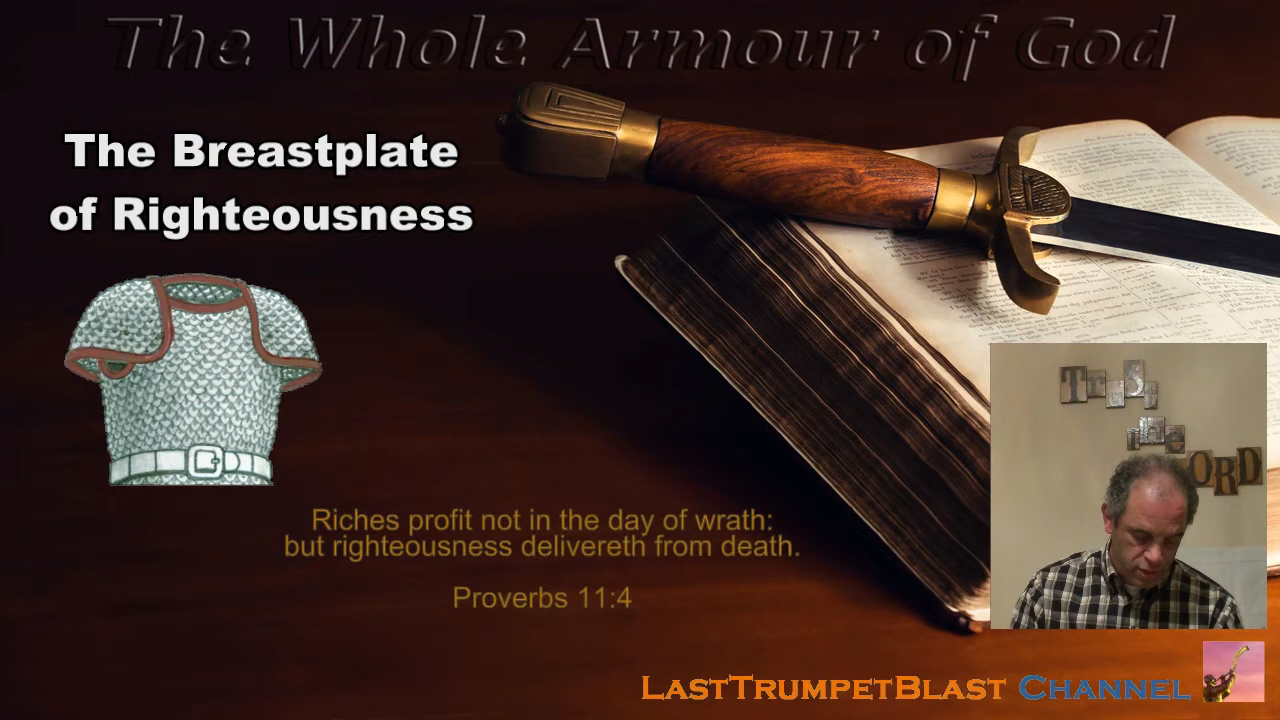 The Whole Armour of God
The Breastplate
of Righteousness
Riches profit not in the day of wrath:
but righteousness delivereth from death.
Proverbs 11:4
Trust
the
LORD
LASTTRUMPETBLAST CHANNEL